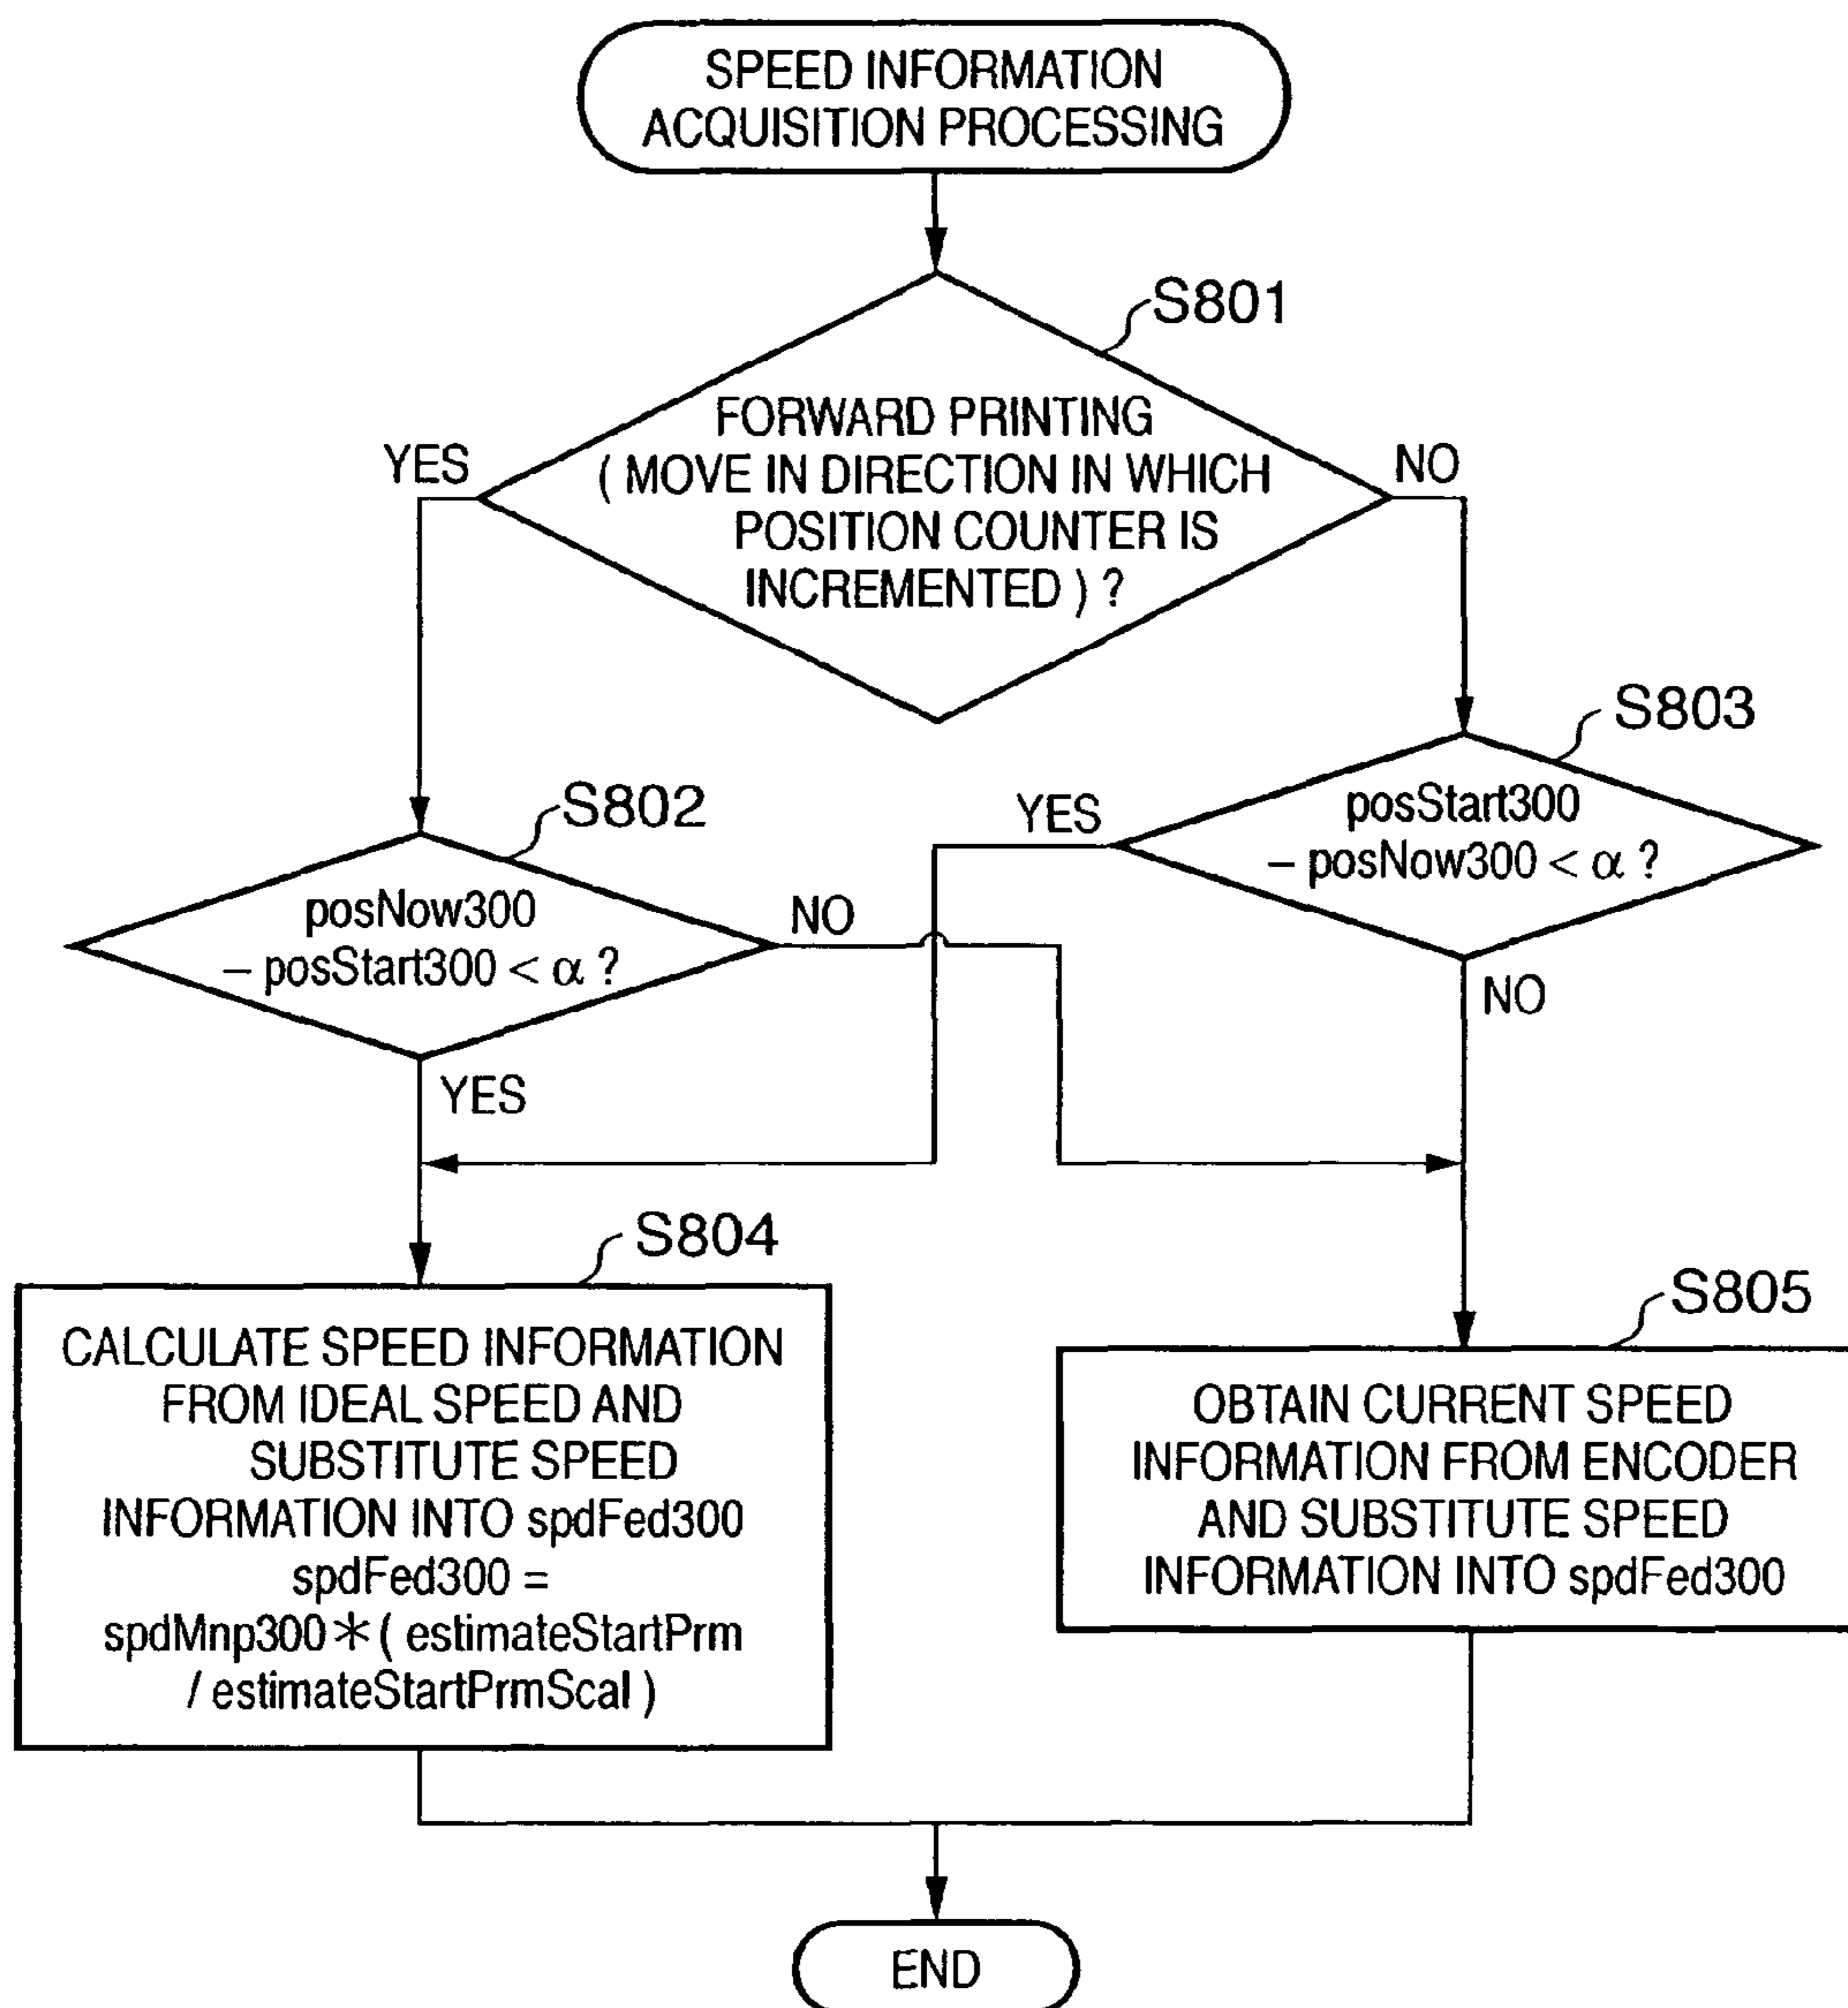 SPEED INFORMATION
ACQUISITION PROCESSING
S801
FORWARD PRINTING
( MOVE IN DIRECTION IN WHICH
POSITION COUNTER IS
INCREMENTED ) ?
YES
NO
S803
posStart300
– posNow300 < α ?
YES
NO
S802
posNow300
– posStart300 < α ?
NO
YES
S804
CALCULATE SPEED INFORMATION
FROM IDEAL SPEED AND
SUBSTITUTE SPEED
INFORMATION INTO spdFed300
spdFed300 =
spdMnp300 * ( estimateStartPrm
/ estimateStartPrmScal )
S805
OBTAIN CURRENT SPEED
INFORMATION FROM ENCODER
AND SUBSTITUTE SPEED
INFORMATION INTO spdFed300
END